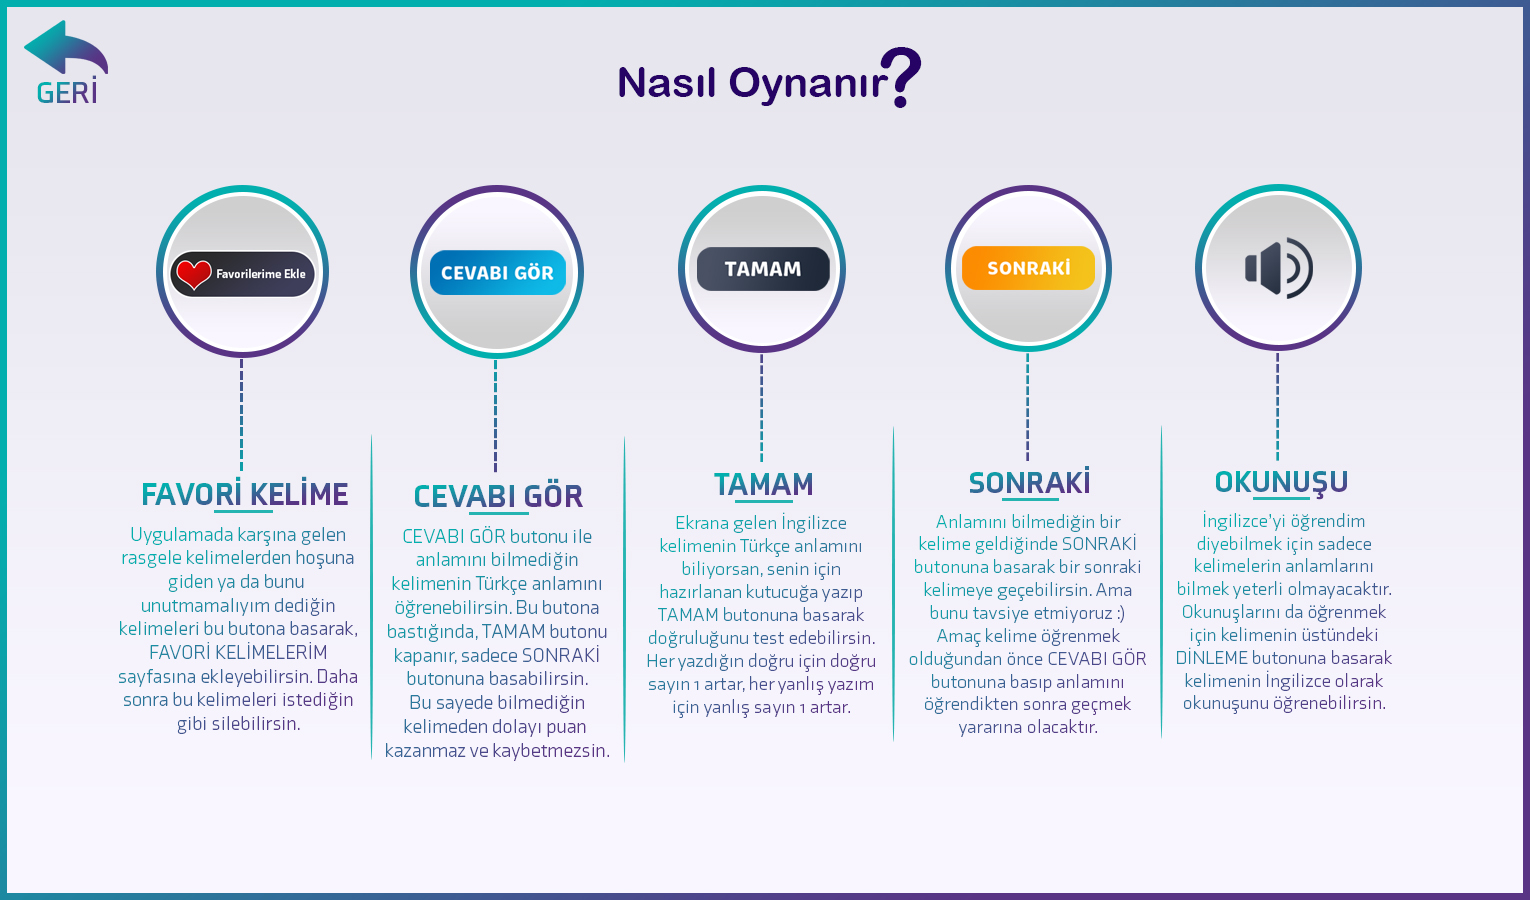 GERİ
Nasıl Oynanır?
Favorilerime Ekle
CEVABI GÖR
TAMAM
SONRAKİ
FAVORİ KELİME
Uygulamada karşına gelen
rasgele kelimelerden hoşuna
giden ya da bunu
unutmamalıyım dediğin
kelimeleri bu butona basarak,
FAVORİ KELİMELERİM
sayfasına ekleyebilirsin. Daha
sonra bu kelimeleri istediğin
gibi silebilirsin.
CEVABI GÖR
CEVABI GÖR butonu ile
anlamını bilmediğin
kelimenin Türkçe anlamını
öğrenebilirsin. Bu butona
bastığında, TAMAM butonu
kapanır, sadece SONRAKİ
butonuna basabilirsin.
Bu sayede bilmediğin
kelimeden dolayı puan
kazanmaz ve kaybetmezsin.
TAMAM
Ekrana gelen İngilizce
kelimenin Türkçe anlamını
biliyorsan, senin için
hazırlanan kutucuğa yazıp
TAMAM butonuna basarak
doğruluğunu test edebilirsin.
Her yazdığın doğru için doğru
sayın 1 artar, her yanlış yazım
için yanlış sayın 1 artar.
SONRAKİ
Anlamını bilmediğin bir
kelime geldiğinde SONRAKİ
butonuna basarak bir sonraki
kelimeye geçebilirsin. Ama
bunu tavsiye etmiyoruz :)
Amaç kelime öğrenmek
olduğundan önce CEVABI GÖR
butonuna basıp anlamını
öğrendikten sonra geçmek
yararına olacaktır.
OKUNUŞU
İngilizce'yi öğrendim
diyebilmek için sadece
kelimelerin anlamlarını
bilmek yeterli olmayacaktır.
Okunuşlarını da öğrenmek
için kelimenin üstündeki
DİNLEME butonuna basarak
kelimenin İngilizce olarak
okunuşunu öğrenebilirsin.